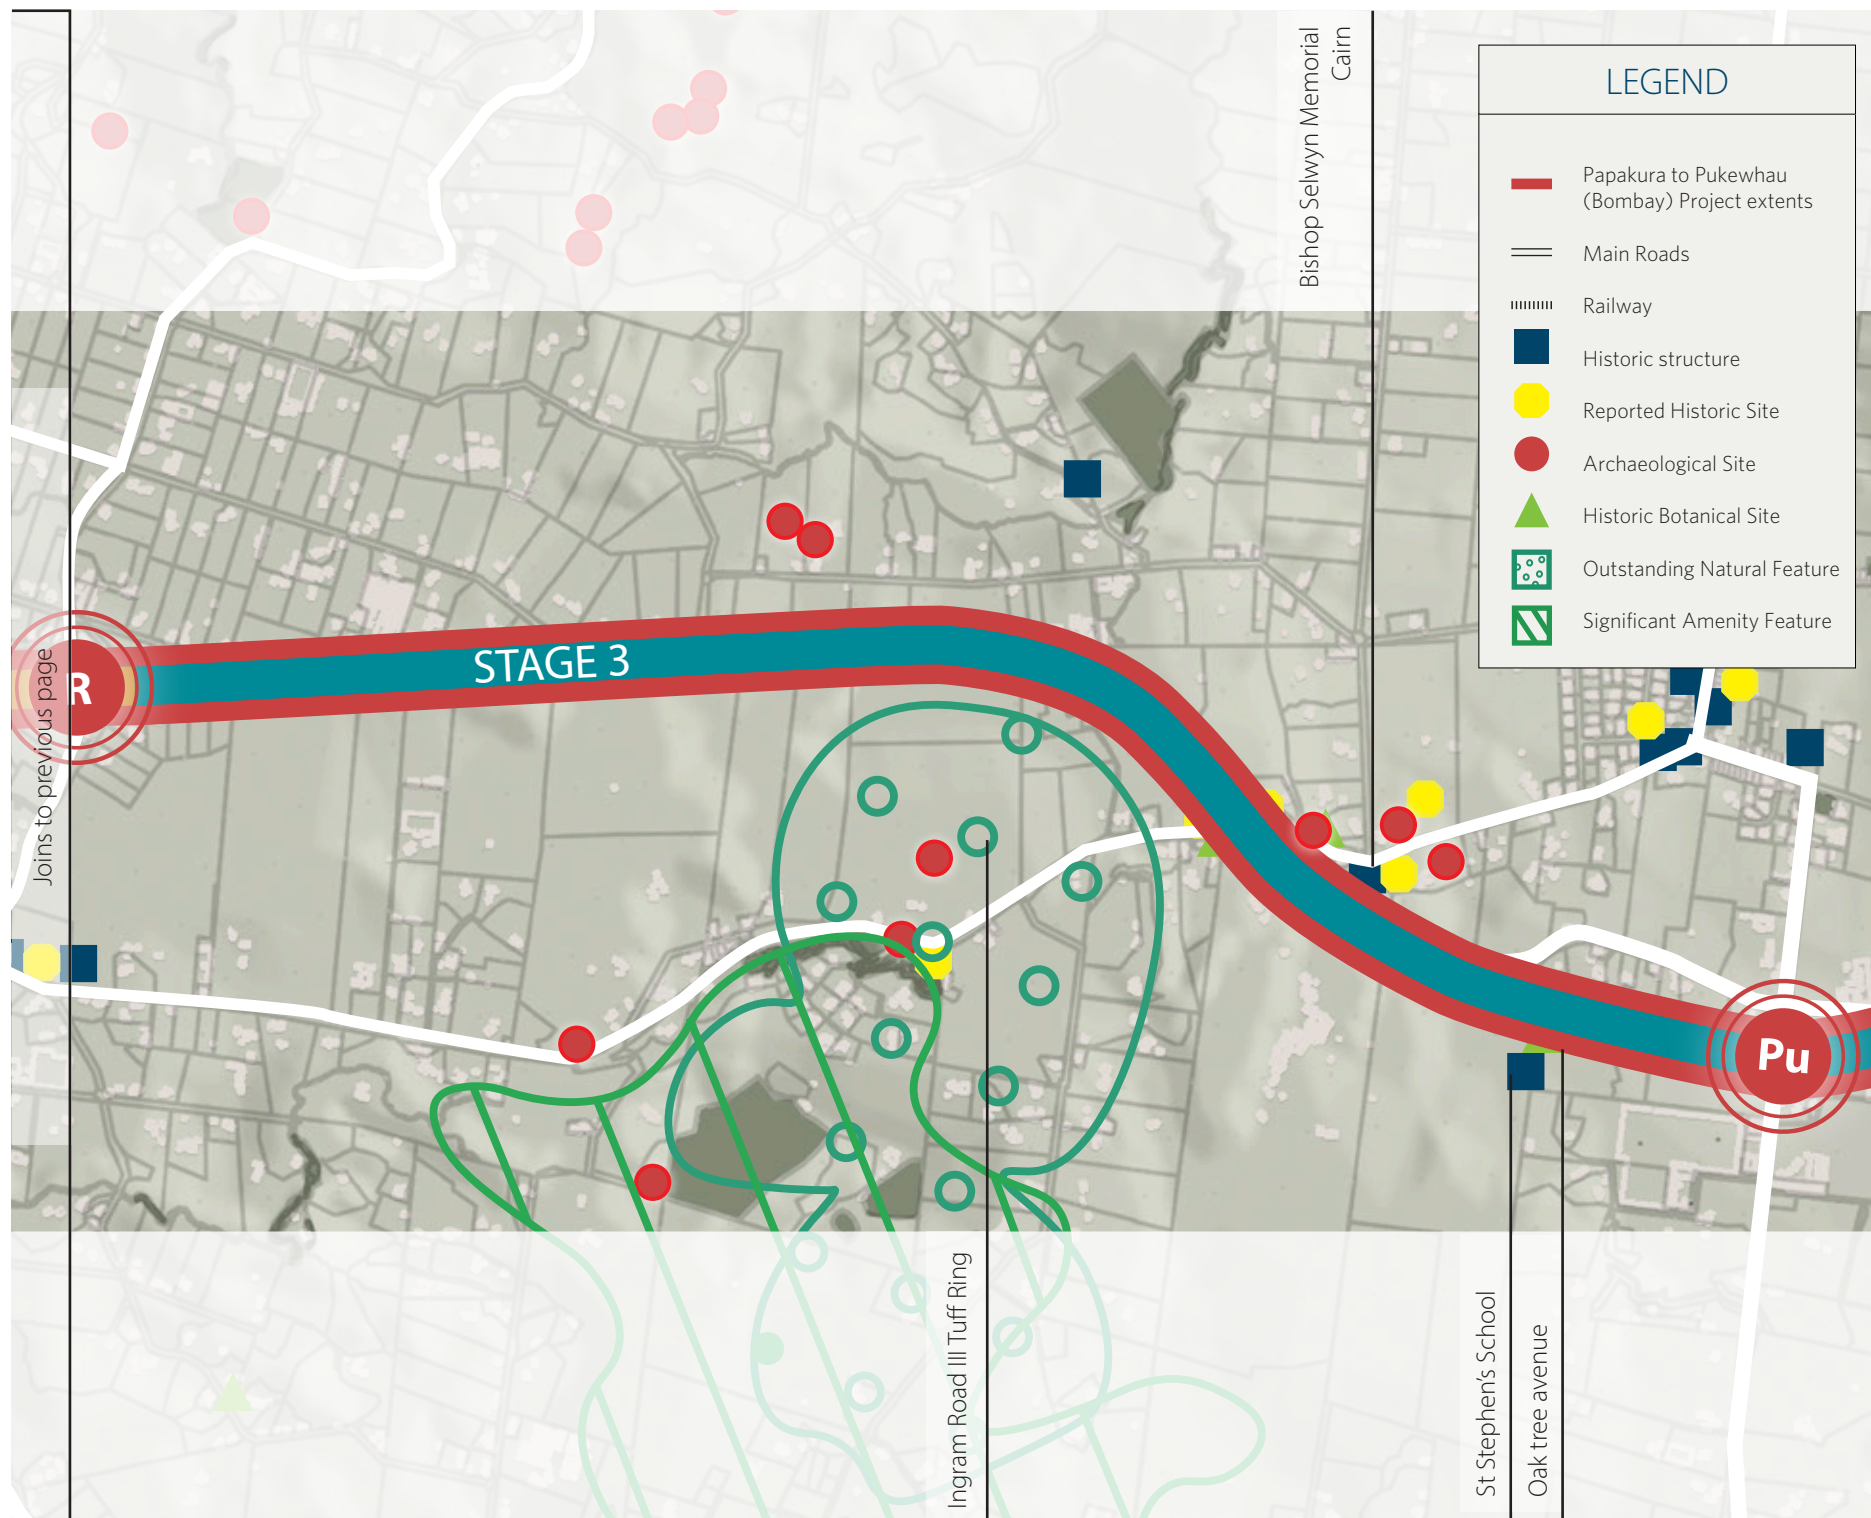 Bishop Selwyn Memorial
Cairn
LEGEND
Papakura to Pukewhau
(Bombay) Project extents
Main Roads
Railway
Historic structure
Reported Historic Site
Archaeological Site
Historic Botanical Site
Outstanding Natural Feature
Significant Amenity Feature
STAGE 3
R
Joins to previous page
Pu
Ingram Road III Tuff Ring
St Stephen's School
Oak tree avenue